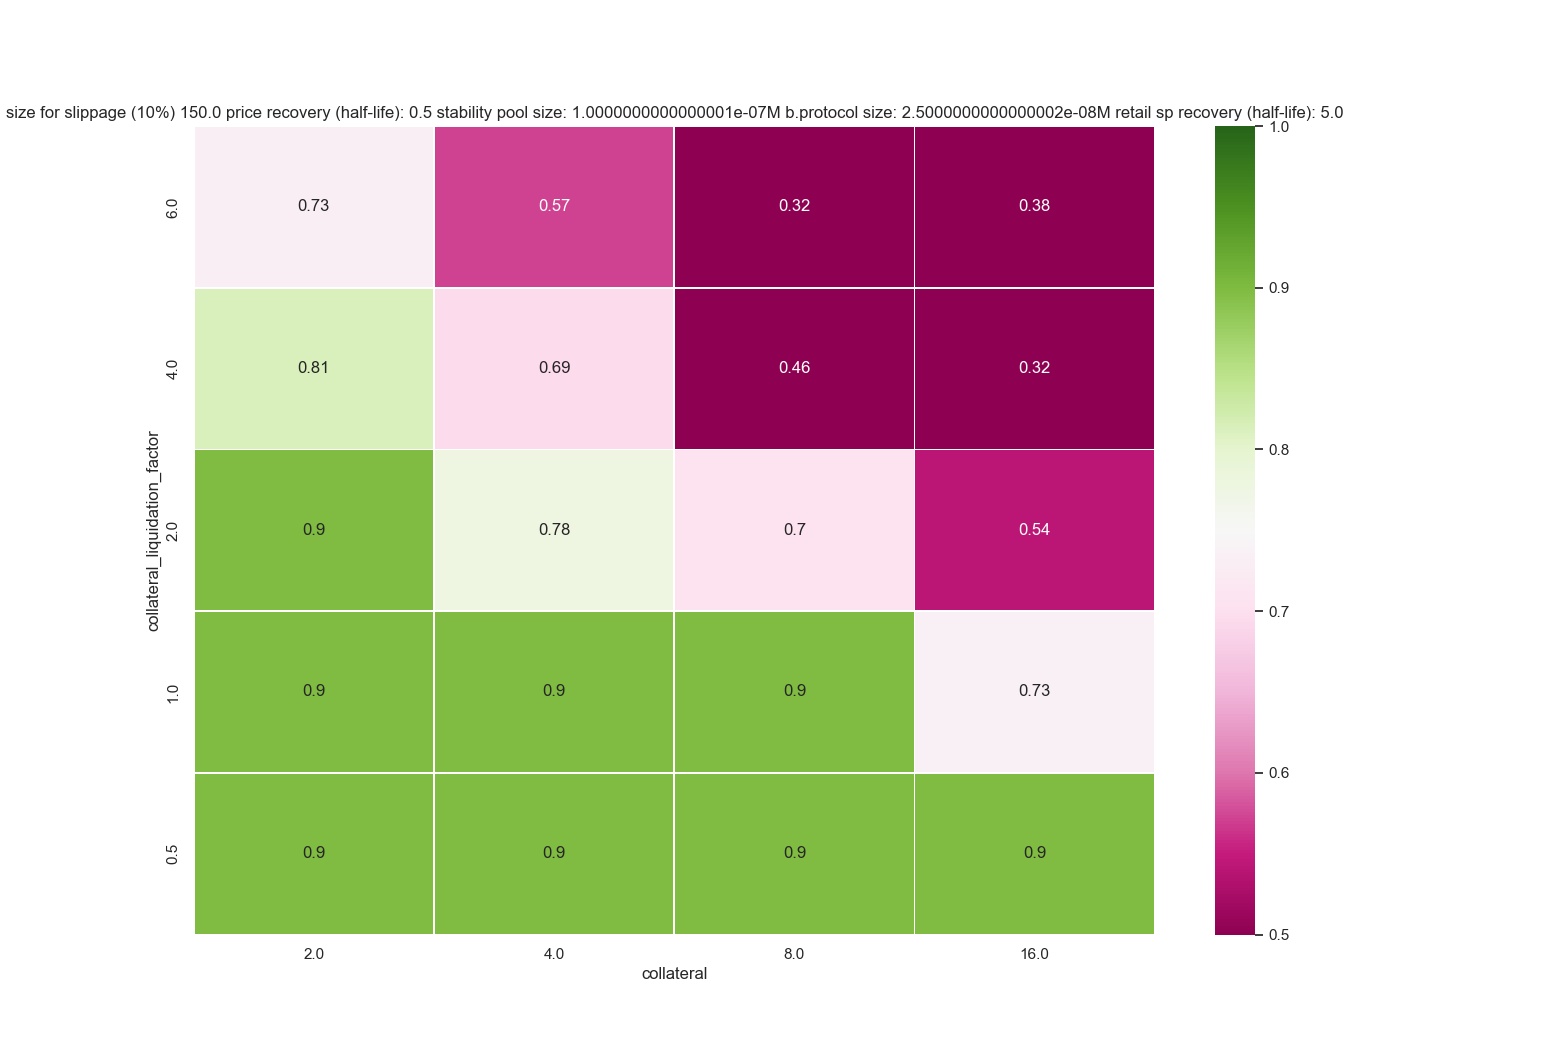 size for slippage (10%) 150.0 price recovery (half-life): 0.5 stability pool size: 1.0000000000000001e-07M b.protocol size: 2.5000000000000002e-08M retail sp recovery (half-life): 5.0
collateral_liquidation_factor
6.0
0.73 0.57 0.32 0.38
4.0
0.81 0.69 0.46 0.32
2.0
0.9 0.78 0.7 0.54
1.0
0.9 0.9 0.9 0.73
0.5
0.9 0.9 0.9 0.9
2.0 4.0 8.0 16.0
collateral
1.0
0.9
0.8
0.7
0.6
0.5